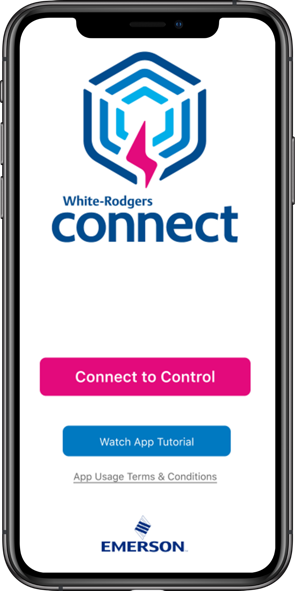 White-Rodgers
connect
Connect to Control
Watch App Tutorial
App Usage Terms & Conditions
EMERSON